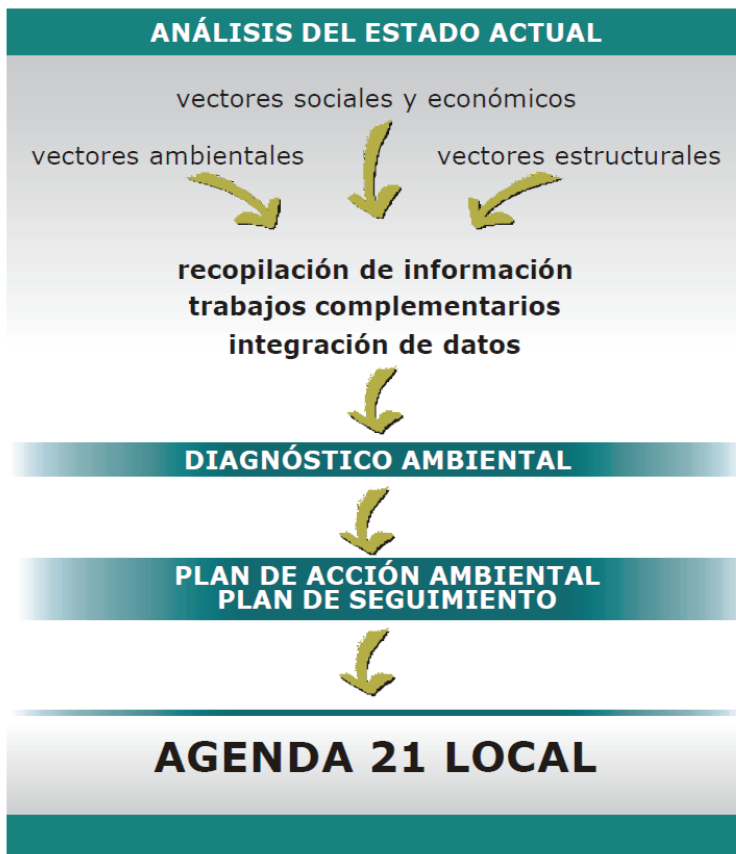 ANÁLISIS DEL ESTADO ACTUAL
vectores sociales y económicos
vectores ambientales
vectores estructurales
recopilación de información
trabajos complementarios
integración de datos
DIAGNÓSTICO AMBIENTAL
PLAN DE ACCIÓN AMBIENTAL
PLAN DE SEGUIMIENTO
AGENDA 21 LOCAL